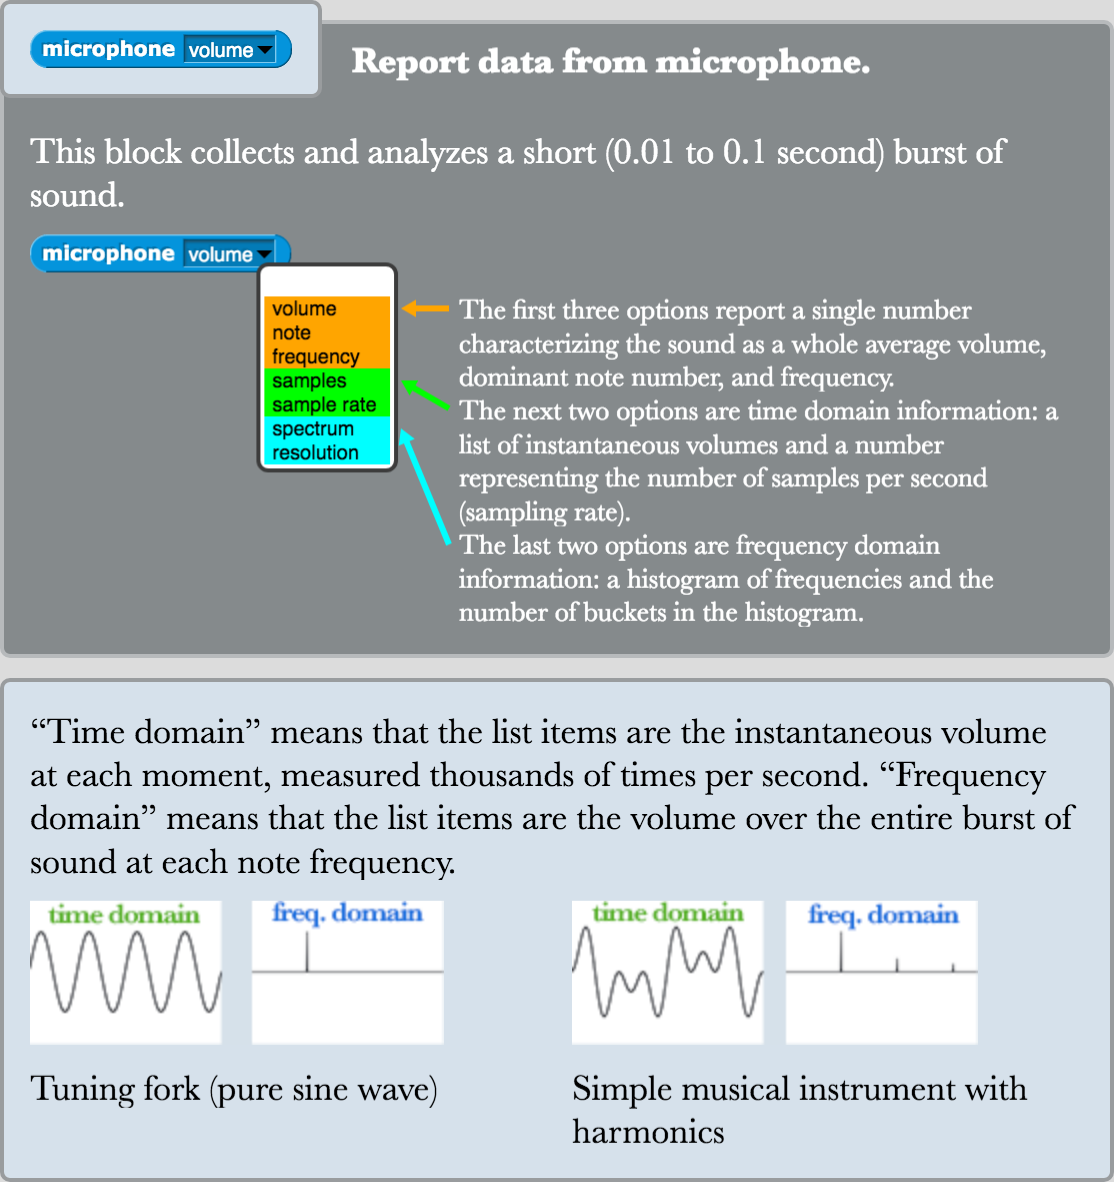 microphone volume
Report data from microphone.
This block collects and analyzes a short (0.01 to 0.1 second) burst of
sound.
microphone volume
volume
note
frequency
samples
sample rate
spectrum
resolution
The first three options report a single number
characterizing the sound as a whole average volume,
dominant note number, and frequency.
The next two options are time domain information: a
list of instantaneous volumes and a number
representing the number of samples per second
(sampling rate).
The last two options are frequency domain
information: a histogram of frequencies and the
number of buckets in the histogram.
“Time domain” means that the list items are the instantaneous volume
at each moment, measured thousands of times per second. “Frequency
domain” means that the list items are the volume over the entire burst of
sound at each note frequency.
time domain
freq. domain
time domain
freq. domain
Tuning fork (pure sine wave)
Simple musical instrument with
harmonics